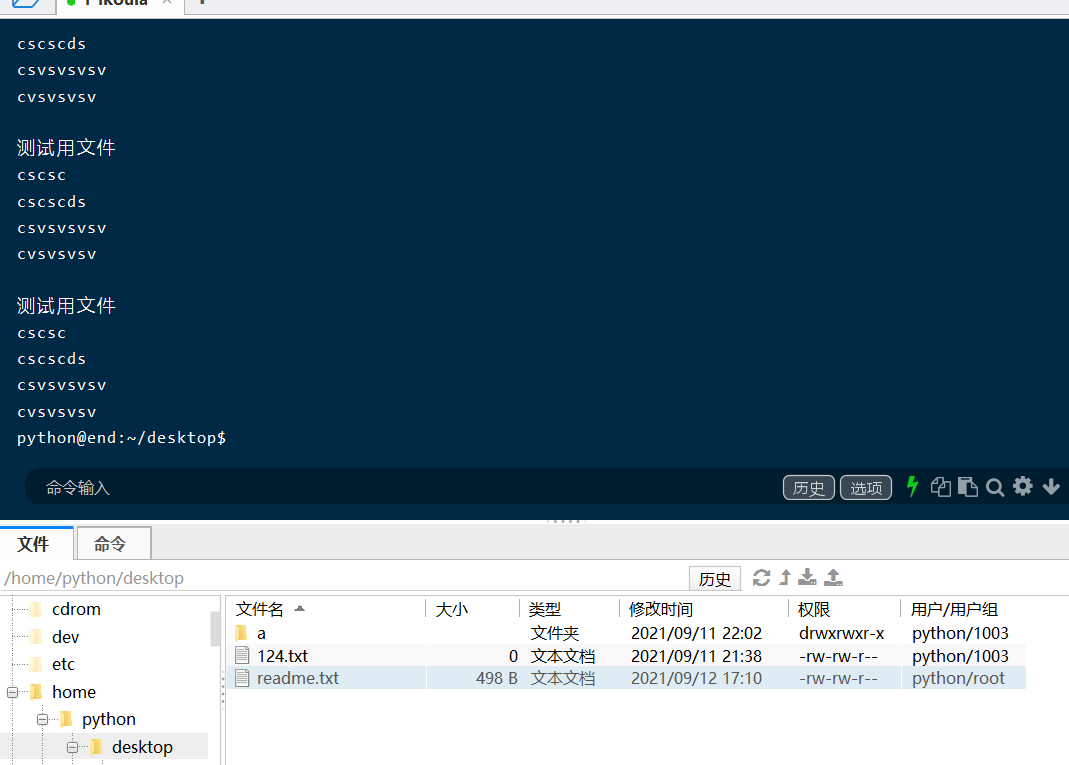 cscscds
csvsvsvsv
cvsvsvsv
测试用文件
cscsc
cscscds
csvsvsvsv
cvsvsvsv
测试用文件
cscsc
cscscds
csvsvsvsv
cvsvsvsv
python@end:~/desktop$
命令输入 历史 选项
文件 命令
/home/python/desktop 历史
cdrom
dev
etc
home
python
desktop
文件名 大小 类型 修改时间 权限 用户/用户组
a 文件夹 2021/09/11 22:02 drwxrwxr-x python/1003
124.txt 0 文本文档 2021/09/11 21:38 -rw-rw-r-- python/1003
readme.txt 498 B 文本文档 2021/09/12 17:10 -rw-rw-r-- python/root